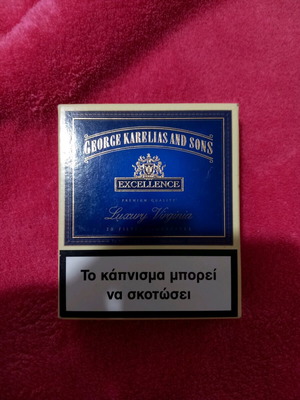 GEORGE KARELIAS AND SONS
EXCELLENCE
PREMIUM QUALITY
Luxury Virginia
Το κάπνισμα μπορεί
να σκοτώσει